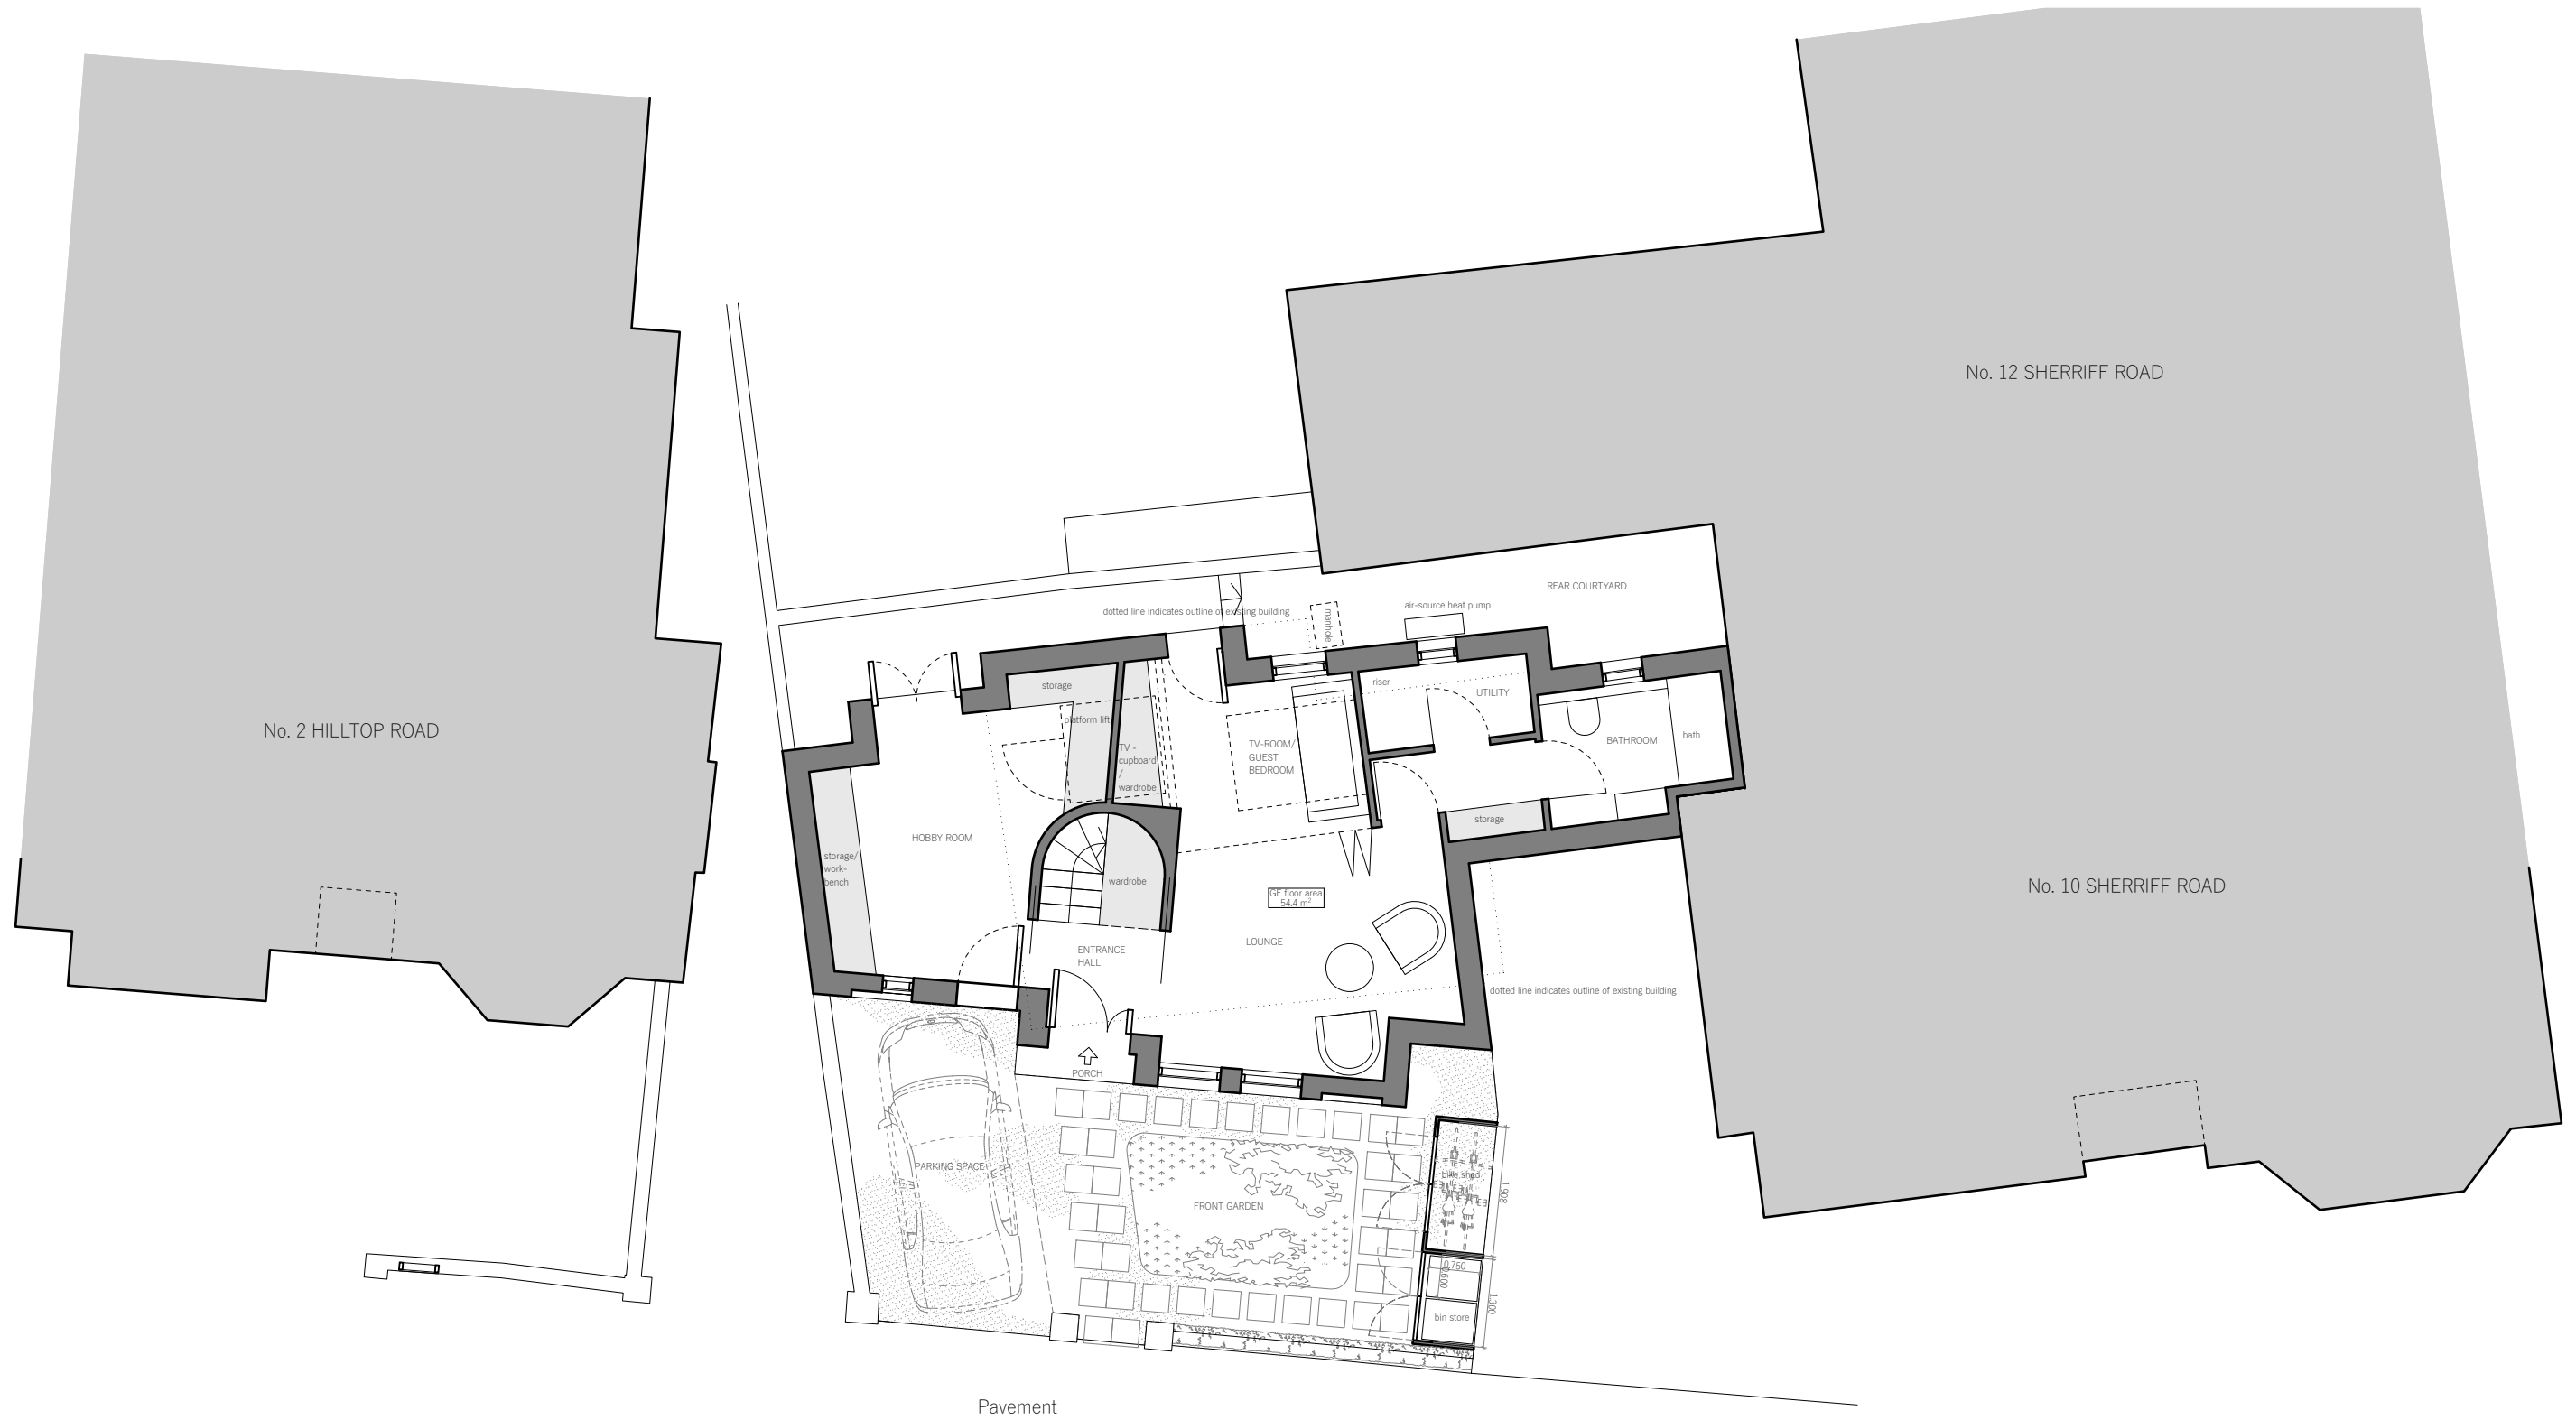 No. 12 SHERRIFF ROAD
REAR COURTYARD
air-source heat pump
dotted line indicates outline of existing building
manhole
storage
riser
UTILITY
platform lift
No. 2 HILLTOP ROAD
TV-ROOM/
GUEST
BEDROOM
BATHROOM
bath
TV -
cupboard
/
wardrobe
storage
HOBBY ROOM
storage/
work-
bench
wardrobe
No. 10 SHERRIFF ROAD
GF floor area
54.4 m²
LOUNGE
ENTRANCE
HALL
dotted line indicates outline of existing building
PORCH
PARKING SPACE
bike shed
1.908
FRONT GARDEN
0.750
0.600
1.300
bin store
Pavement